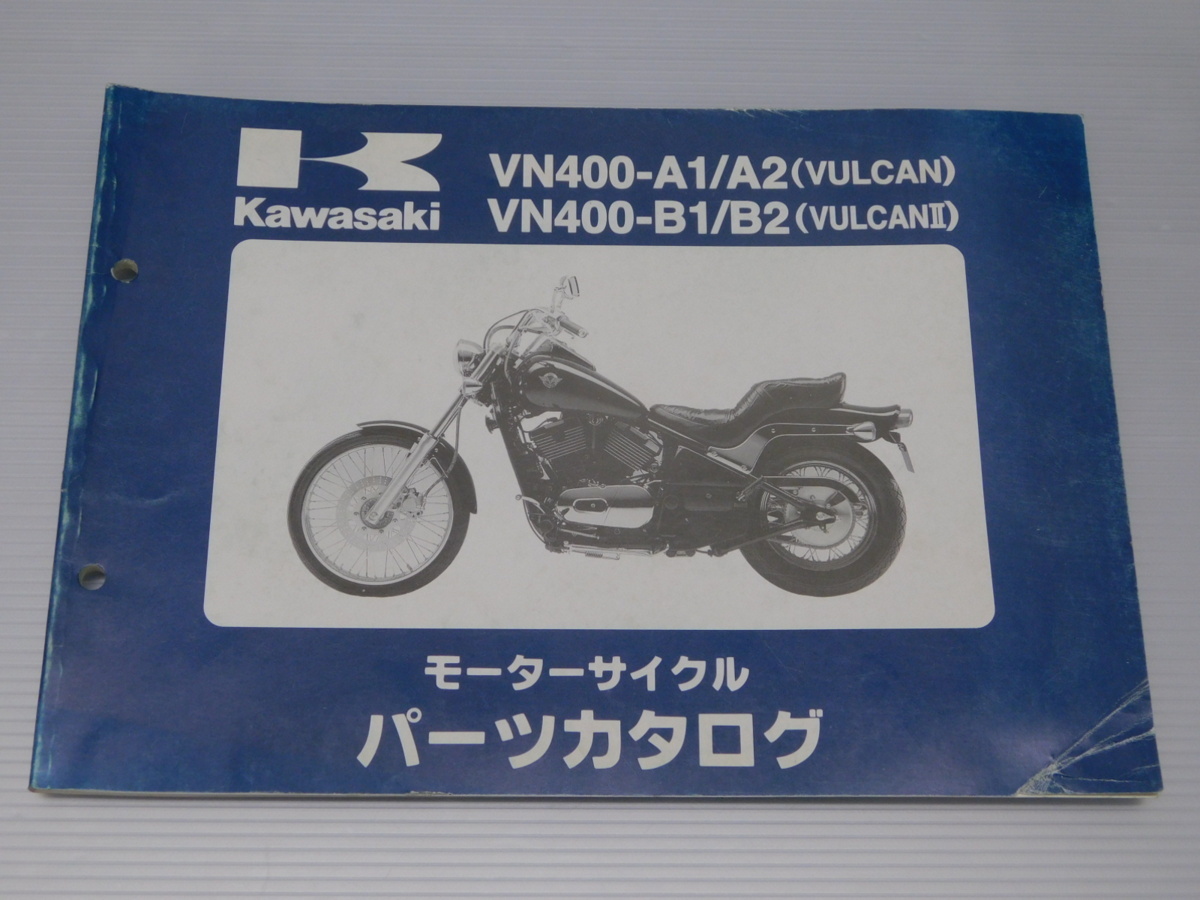 Kawasaki
VN400-A1/A2 (VULCAN)
VN400-B1/B2 (VULCANⅡ)
モーターサイクル
パーツカタログ